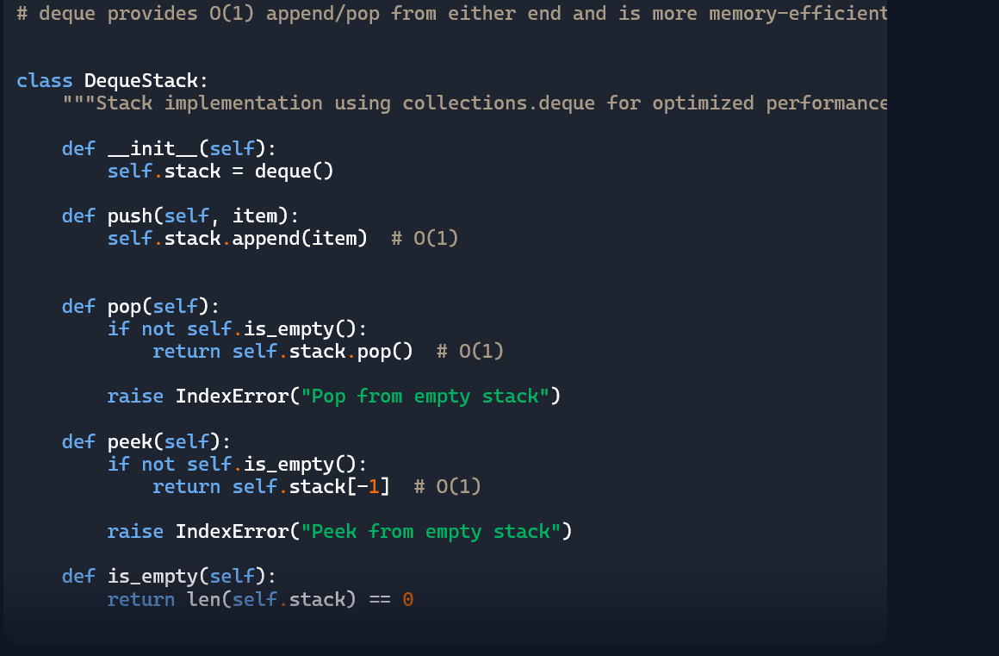 # deque provides O(1) append/pop from either end and is more memory-efficient
class DequeStack:
    """Stack implementation using collections.deque for optimized performance
    def __init__(self):
        self.stack = deque()
    def push(self, item):
        self.stack.append(item)  # O(1)
    def pop(self):
        if not self.is_empty():
            return self.stack.pop()  # O(1)
        raise IndexError("Pop from empty stack")
    def peek(self):
        if not self.is_empty():
            return self.stack[-1]  # O(1)
        raise IndexError("Peek from empty stack")
    def is_empty(self):
        return len(self.stack) == 0